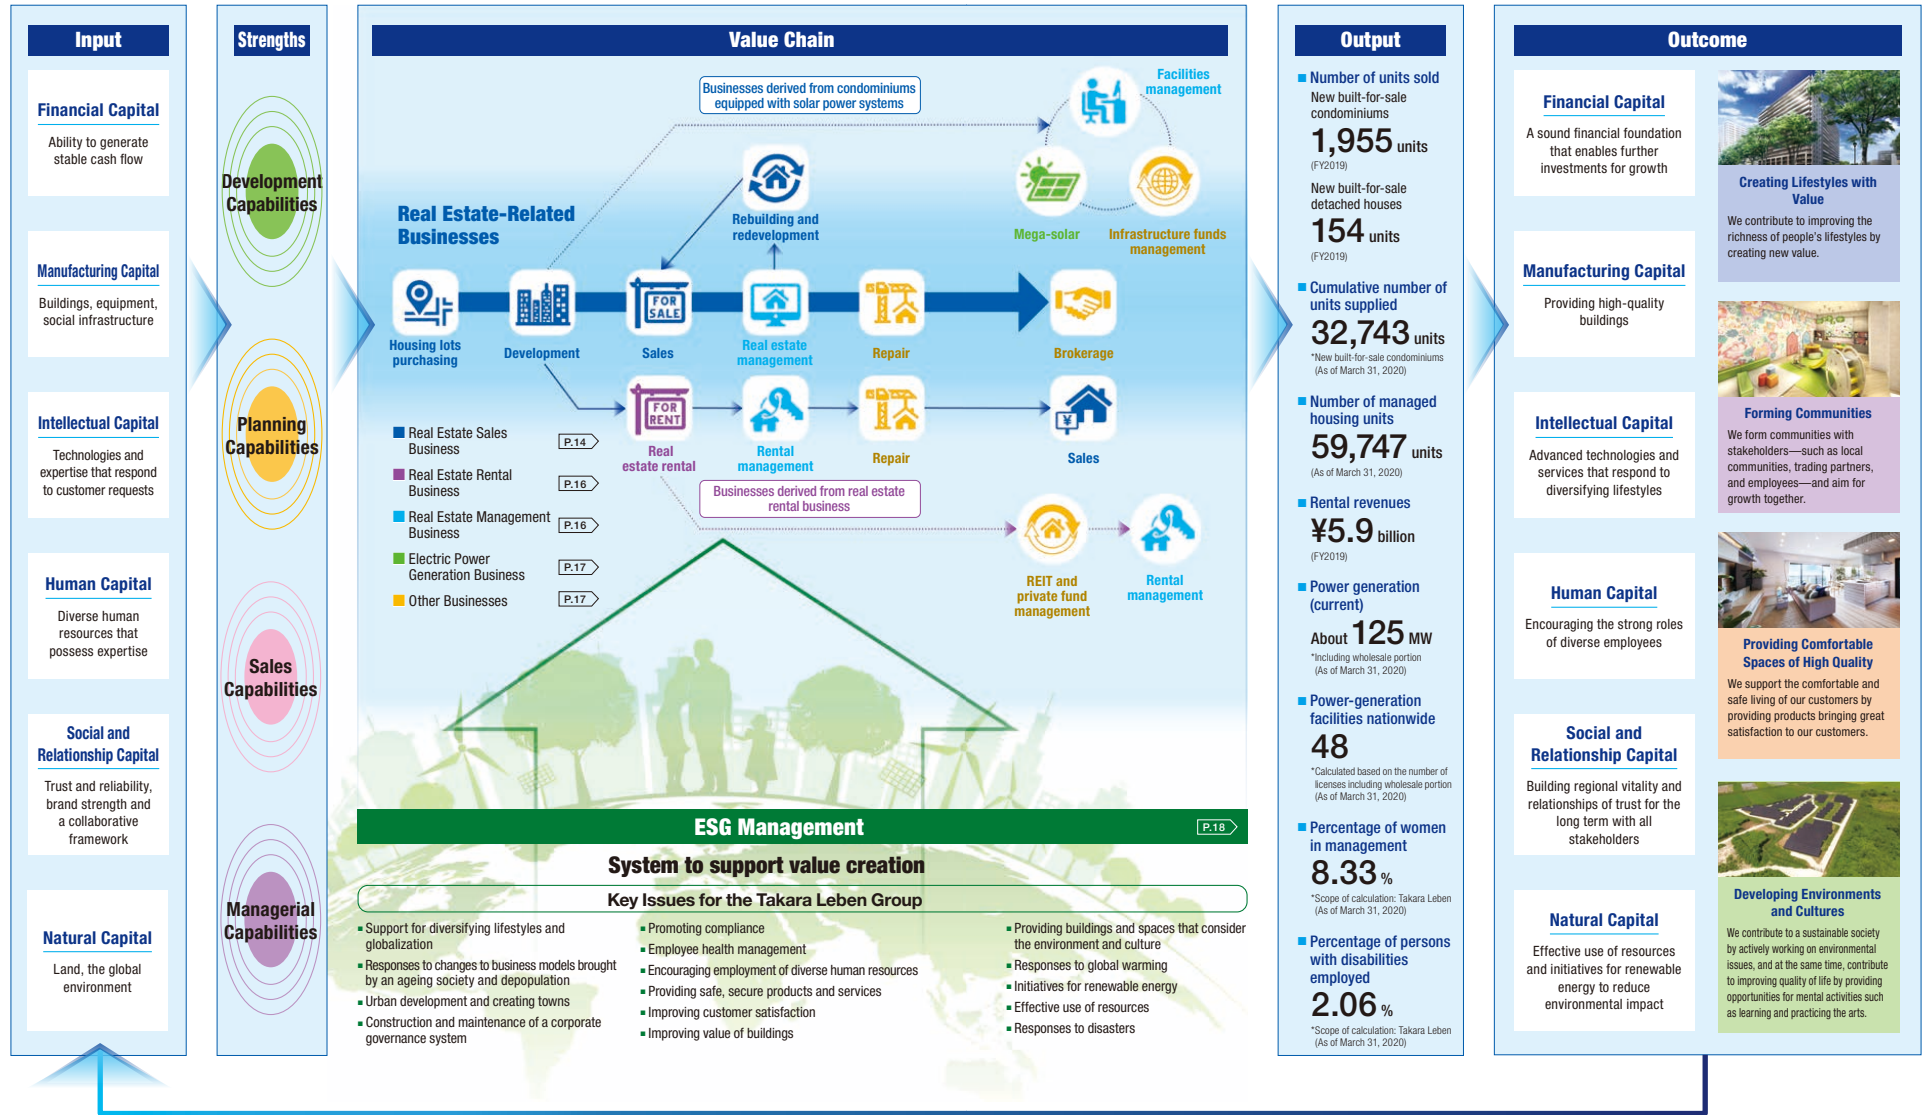 Input
Financial Capital
Ability to generate
stable cash flow
Manufacturing Capital
Buildings, equipment,
social infrastructure
Intellectual Capital
Technologies and
expertise that respond
to customer requests
Human Capital
Diverse human
resources that
possess expertise
Social and
Relationship Capital
Trust and reliability,
brand strength and
a collaborative
framework
Natural Capital
Land, the global
environment
Strengths
Development
Capabilities
Planning
Capabilities
Sales
Capabilities
Managerial
Capabilities
Value Chain
Businesses derived from condominiums
equipped with solar power systems
Facilities
management
Mega-solar
Infrastructure funds
management
Rebuilding and
redevelopment
Real Estate-Related
Businesses
FOR
SALE
Housing lots
purchasing
Development
Sales
Real estate
management
Repair
Brokerage
FOR
RENT
¥
Real
estate rental
Rental
management
Repair
Sales
Real Estate Sales
Business
P.14
Real Estate Rental
Business
P.16
Real Estate Management
Business
P.16
Electric Power
Generation Business
P.17
Other Businesses
P.17
Businesses derived from real estate
rental business
REIT and
private fund
management
Rental
management
ESG Management
P.18
System to support value creation
Key Issues for the Takara Leben Group
Support for diversifying lifestyles and
globalization
Responses to changes to business models brought
by an ageing society and depopulation
Urban development and creating towns
Construction and maintenance of a corporate
governance system
Promoting compliance
Employee health management
Encouraging employment of diverse human resources
Providing safe, secure products and services
Improving customer satisfaction
Improving value of buildings
Providing buildings and spaces that consider
the environment and culture
Responses to global warming
Initiatives for renewable energy
Effective use of resources
Responses to disasters
Output
Number of units sold
New built-for-sale
condominiums
1,955 units
(FY2019)
New built-for-sale
detached houses
154 units
(FY2019)
Cumulative number of
units supplied
32,743 units
*New built-for-sale condominiums
(As of March 31, 2020)
Number of managed
housing units
59,747 units
(As of March 31, 2020)
Rental revenues
¥5.9 billion
(FY2019)
Power generation
(current)
About 125 MW
*Including wholesale portion
(As of March 31, 2020)
Power-generation
facilities nationwide
48
*Calculated based on the number of
licenses including wholesale portion
(As of March 31, 2020)
Percentage of women
in management
8.33 %
*Scope of calculation: Takara Leben
(As of March 31, 2020)
Percentage of persons
with disabilities
employed
2.06 %
*Scope of calculation: Takara Leben
(As of March 31, 2020)
Outcome
Financial Capital
A sound financial foundation
that enables further
investments for growth
Manufacturing Capital
Providing high-quality
buildings
Intellectual Capital
Advanced technologies and
services that respond to
diversifying lifestyles
Human Capital
Encouraging the strong roles
of diverse employees
Social and
Relationship Capital
Building regional vitality and
relationships of trust for the
long term with all
stakeholders
Natural Capital
Effective use of resources
and initiatives for renewable
energy to reduce
environmental impact
Creating Lifestyles with
Value
We contribute to improving the
richness of people's lifestyles by
creating new value.
Forming Communities
We form communities with
stakeholders—such as local
communities, trading partners,
and employees—and aim for
growth together.
Providing Comfortable
Spaces of High Quality
We support the comfortable and
safe living of our customers by
providing products bringing great
satisfaction to our customers.
Developing Environments
and Cultures
We contribute to a sustainable society
by actively working on environmental
issues, and at the same time, contribute
to improving quality of life by providing
opportunities for mental activities such
as learning and practicing the arts.